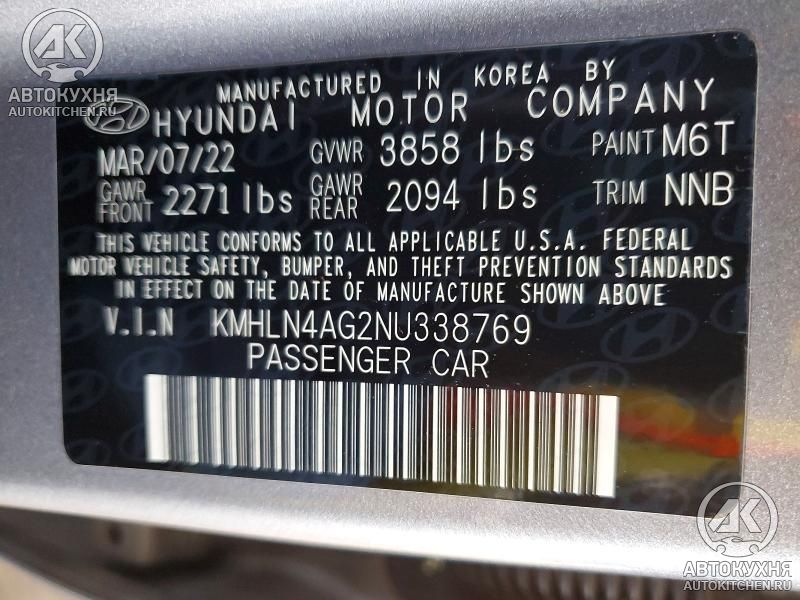 АК
АВТОКУХНЯ
AUTOKITCHEN.RU
MANUFACTURED IN KOREA BY
HYUNDAI MOTOR COMPANY
MAR/07/22 GVWR 3858 lbs PAINT M6T
GAWR FRONT 2271 lbs GAWR REAR 2094 lbs TRIM NNB
THIS VEHICLE CONFORMS TO ALL APPLICABLE U.S.A. FEDERAL
MOTOR VEHICLE SAFETY, BUMPER, AND THEFT PREVENTION STANDARDS
IN EFFECT ON THE DATE OF MANUFACTURE SHOWN ABOVE
V.I.N KMHLN4AG2NU338769
PASSENGER CAR
АК
АВТОКУХНЯ
AUTOKITCHEN.RU